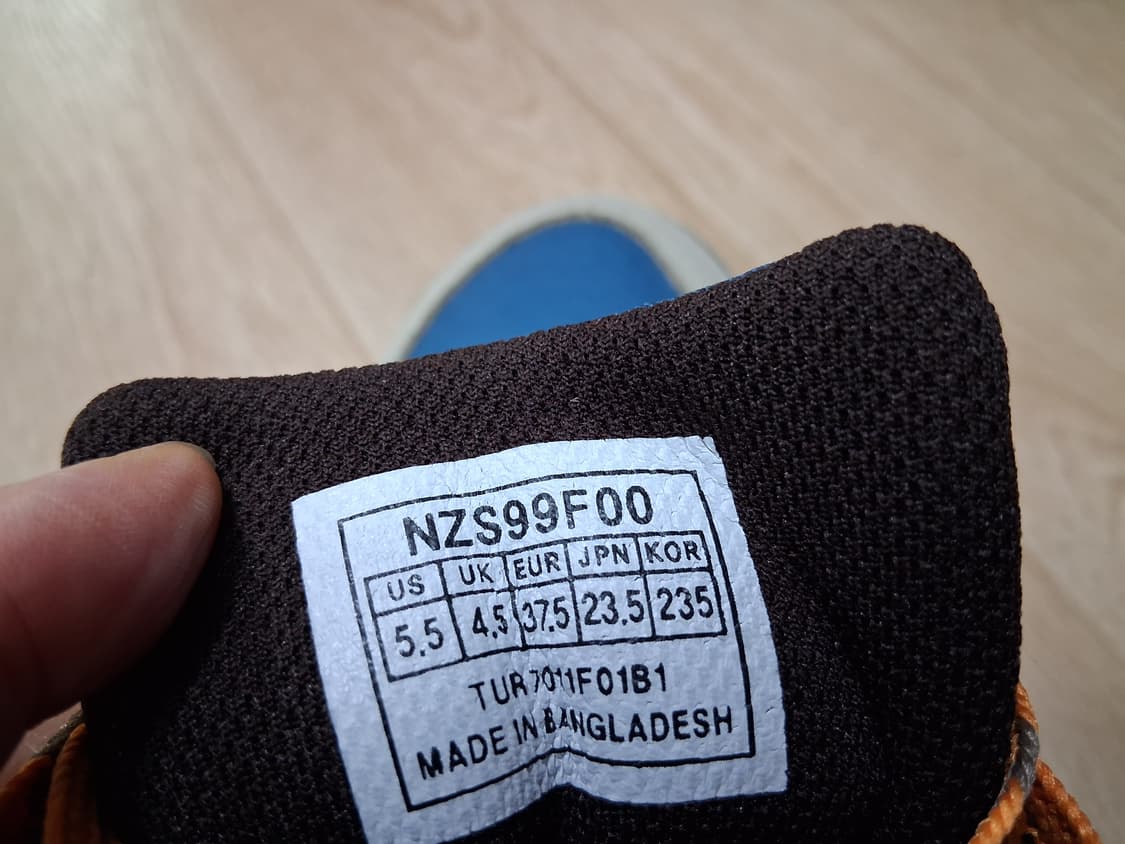 NZS99F00
US UK EUR JPN KOR
5.5 4.5 37.5 23.5 235
TUR7011F01B1
MADE IN BANGLADESH